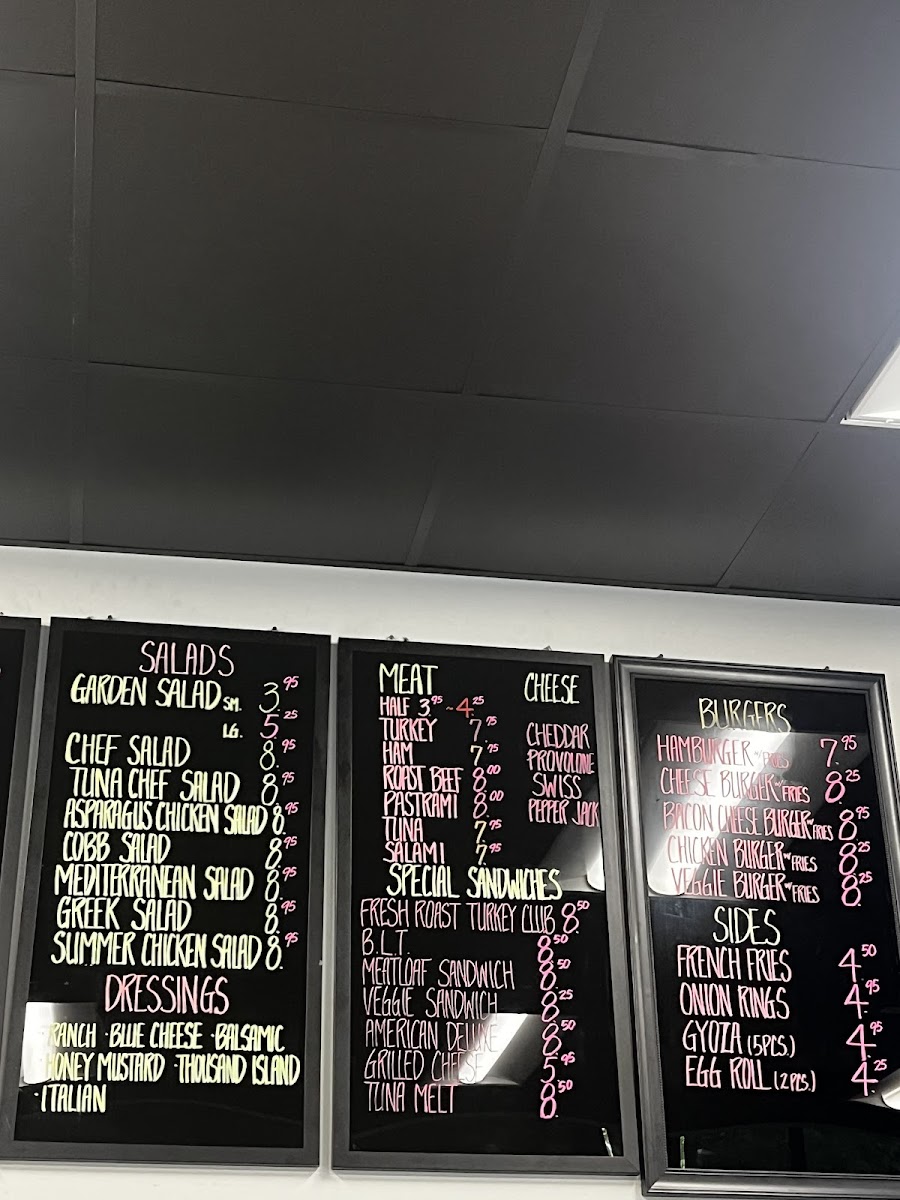 SALADS
GARDEN SALAD SM. 3.95
LG. 5.25
CHEF SALAD 8.95
TUNA CHEF SALAD 8.95
ASPARAGUS CHICKEN SALAD 8.95
COBB SALAD 8.95
MEDITERRANEAN SALAD 8.95
GREEK SALAD 8.95
SUMMER CHICKEN SALAD 8.95
DRESSINGS
·RANCH ·BLUE CHEESE ·BALSAMIC
·HONEY MUSTARD ·THOUSAND ISLAND
·ITALIAN
MEAT
HALF 3.95 ~ 4.25
TURKEY 7.95
HAM 7.95
ROAST BEEF 8.00
PASTRAMI 8.00
TUNA 7.95
SALAMI 7.95
CHEESE
CHEDDAR
PROVOLONE
SWISS
PEPPER JACK
SPECIAL SANDWICHES
FRESH ROAST TURKEY CLUB 8.50
B.L.T. 8.50
MEATLOAF SANDWICH 8.50
VEGGIE SANDWICH 8.25
AMERICAN DELUXE 8.50
GRILLED CHEESE 5.95
TUNA MELT 8.50
BURGERS
HAMBURGER W/ FRIES 7.95
CHEESE BURGER W/ FRIES 8.25
BACON CHEESE BURGER W/ FRIES 8.95
CHICKEN BURGER W/ FRIES 8.25
VEGGIE BURGER W/ FRIES 8.25
SIDES
FRENCH FRIES 4.50
ONION RINGS 4.95
GYOZA (5PCS.) 4.95
EGG ROLL (2PCS.) 4.25